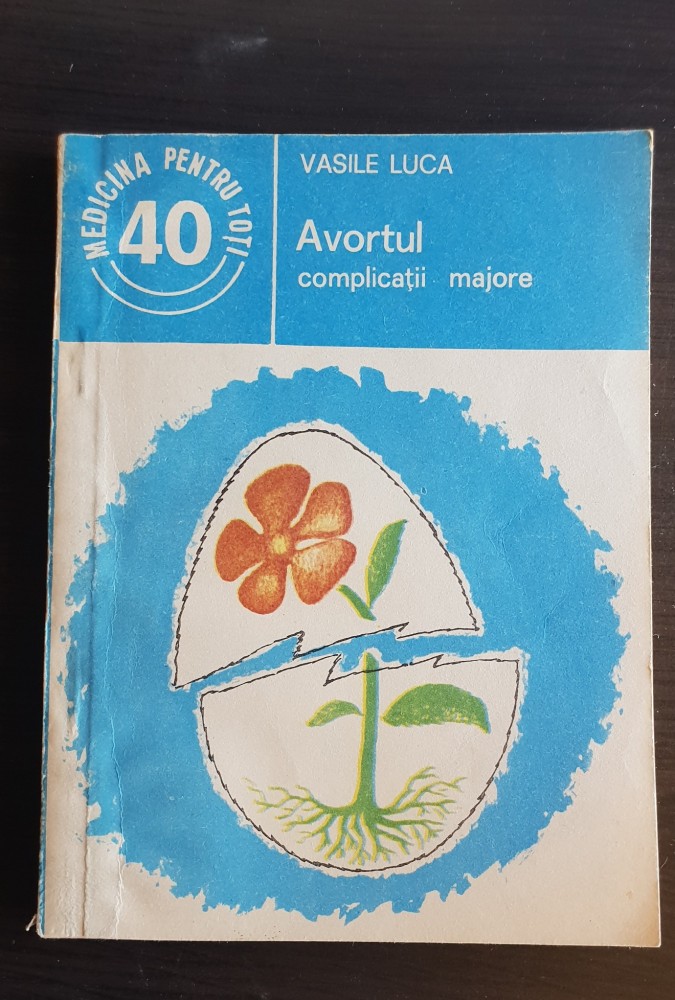 MEDICINA PENTRU TOȚI
40
VASILE LUCA
Avortul
complicații majore